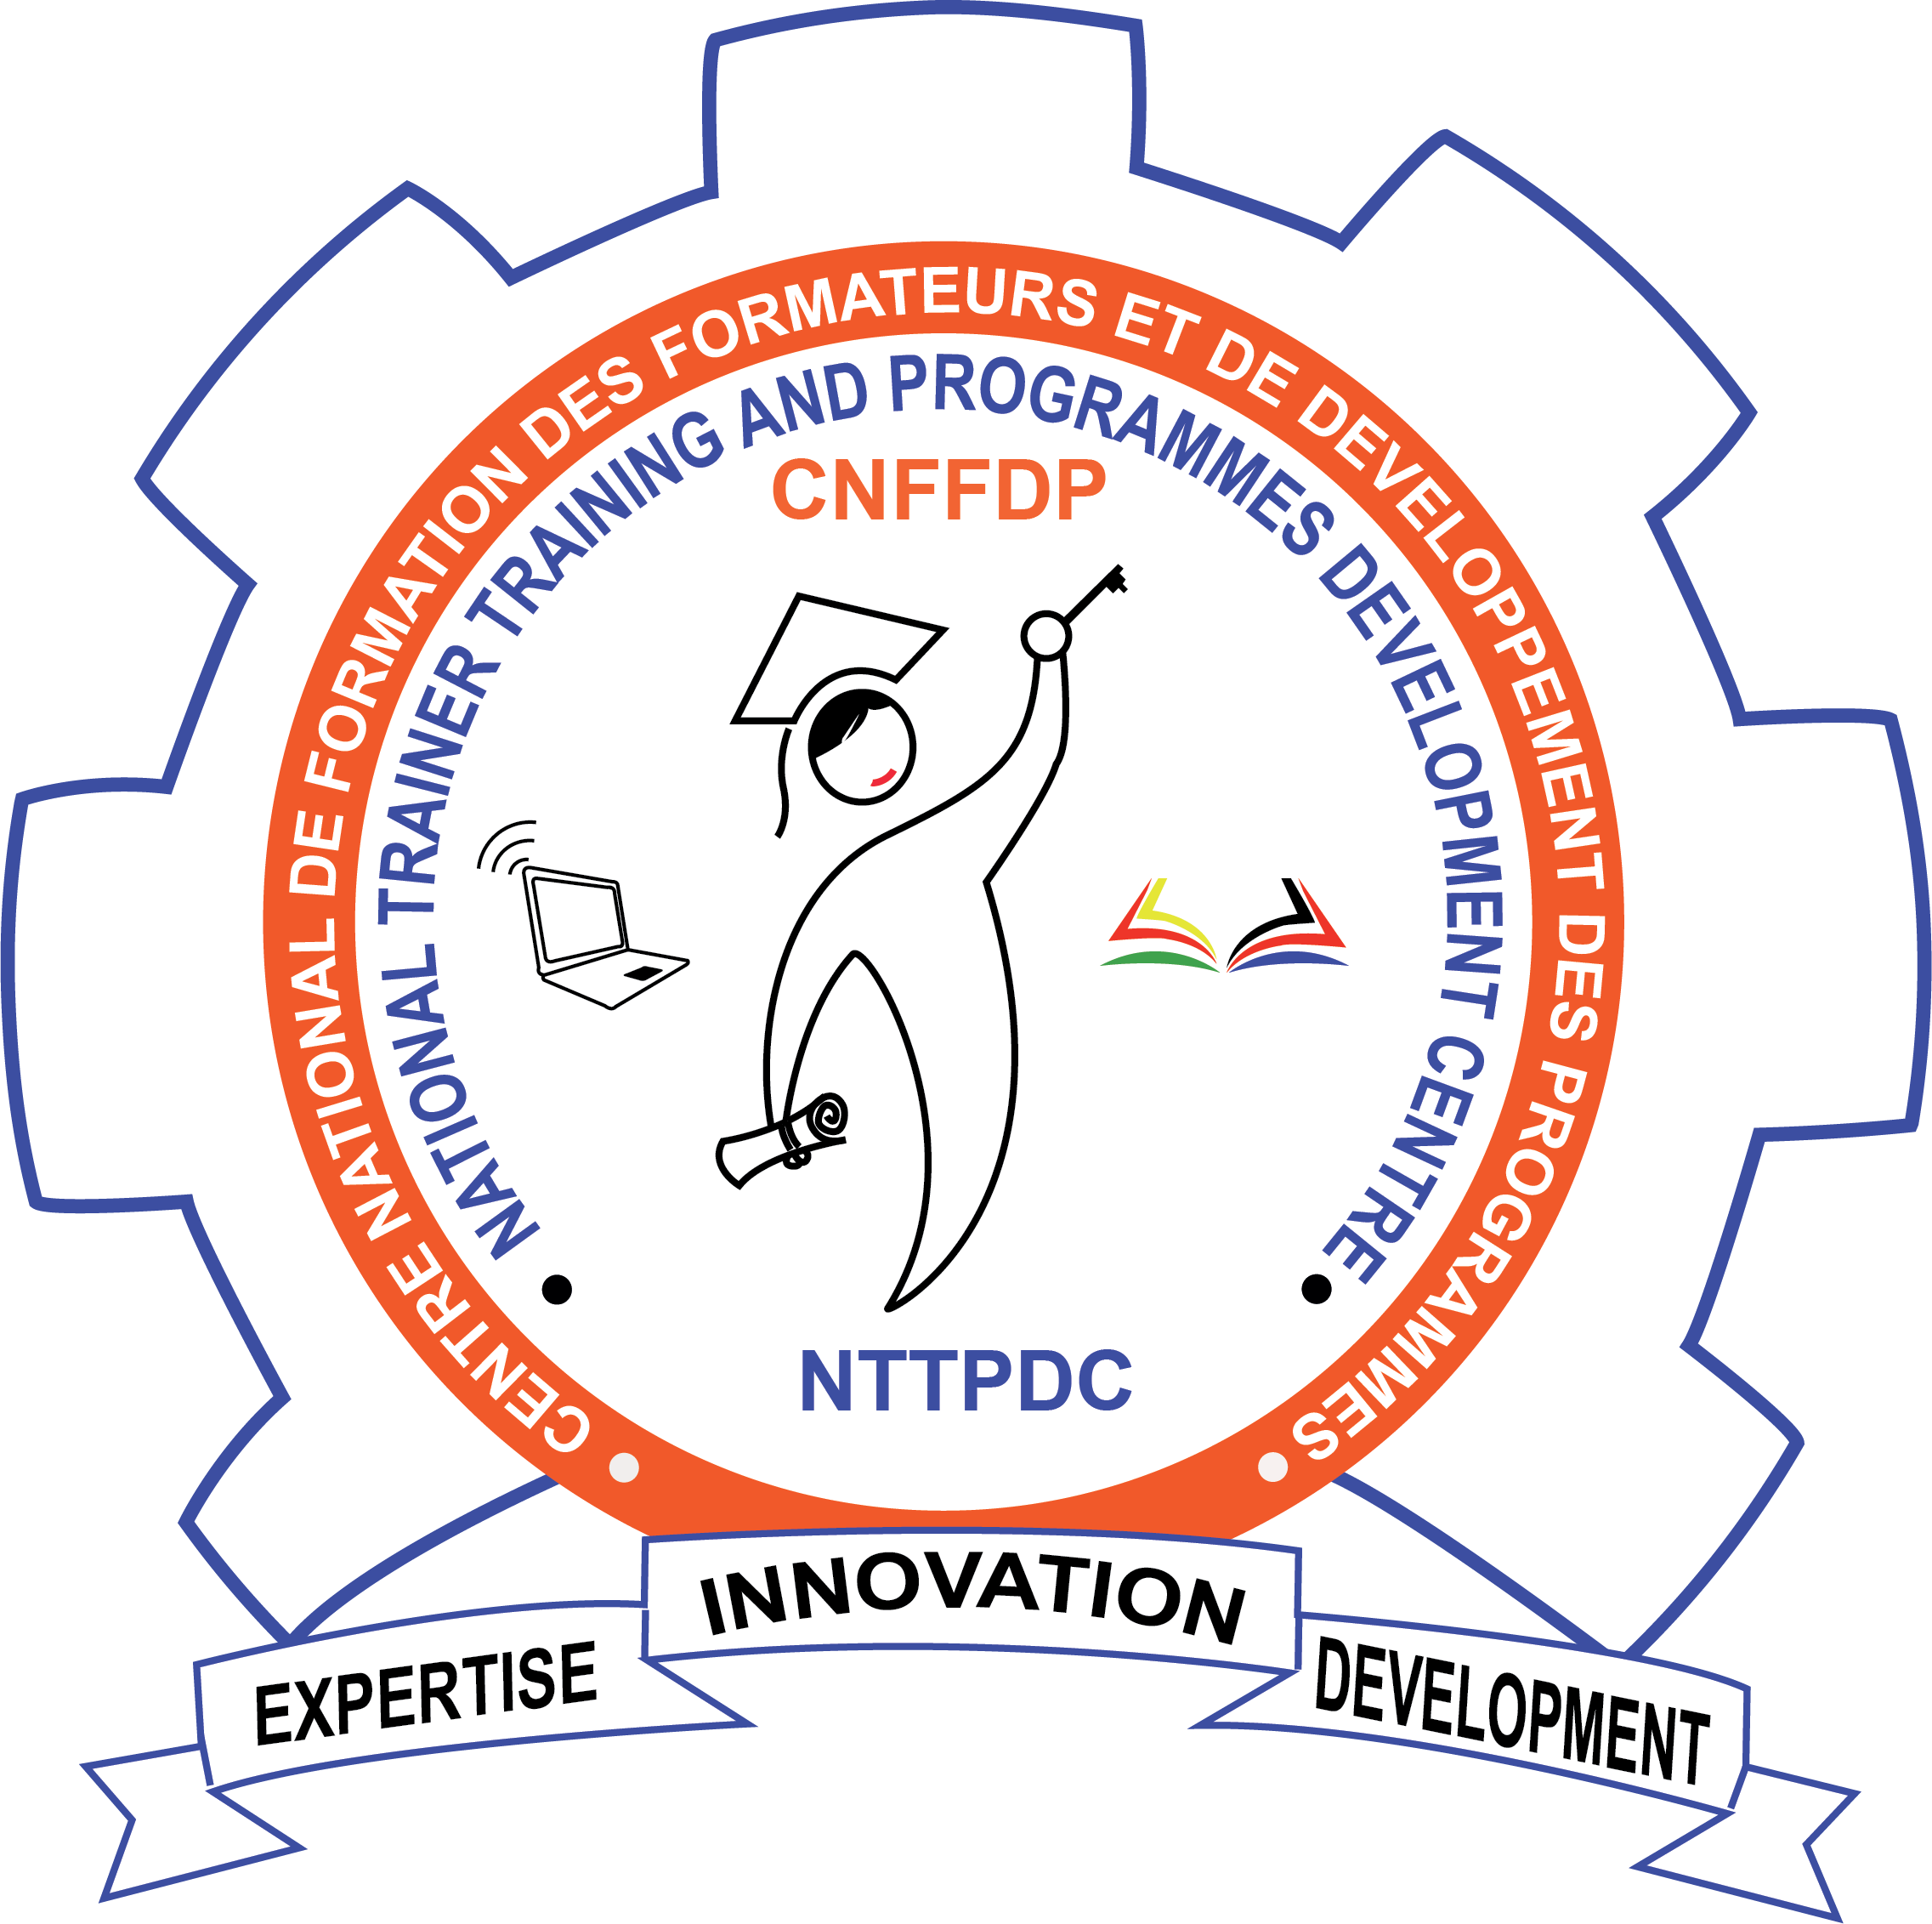 CENTRE NATIONAL DE FORMATION DES FORMATEURS ET DE DEVELOPPEMENT DES PROGRAMMES
NATIONAL TRAINER TRAINING AND PROGRAMMES DEVELOPMENT CENTRE
CNFFDP
NTTPDC
EXPERTISE INNOVATION DEVELOPMENT